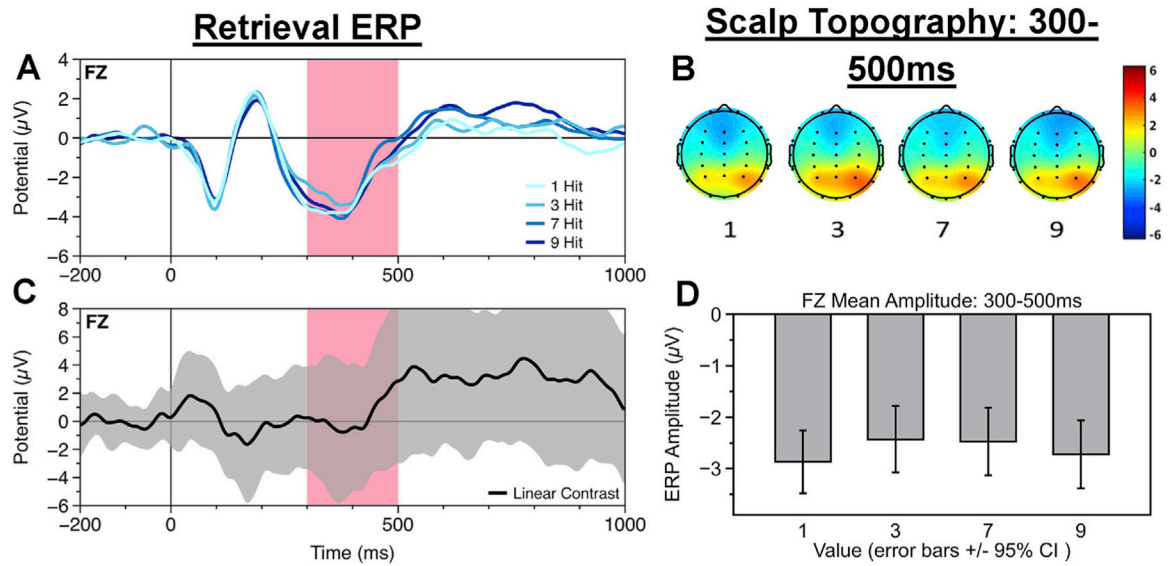 Retrieval ERP
Scalp Topography: 300-
500ms
A
FZ
Potential (µV)
4
2
0
−2
−4
−6
−200
0
500
1000
1 Hit
3 Hit
7 Hit
9 Hit
B
1
3
7
9
6
4
2
0
-2
-4
-6
C
FZ
Potential (µV)
8
6
4
2
0
−2
−4
−6
−200
0
500
1000
Linear Contrast
Time (ms)
D
FZ Mean Amplitude: 300-500ms
ERP Amplitude (µV)
0
−1
−2
−3
1
3
7
9
Value (error bars +/- 95% CI )